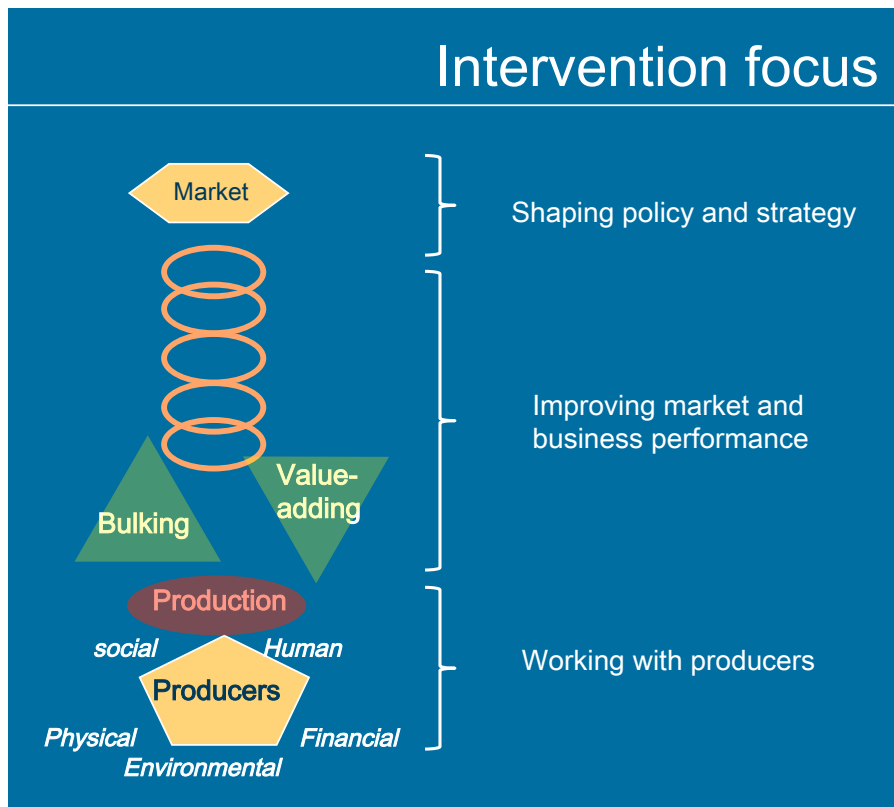 Intervention focus
Market
Shaping policy and strategy
Improving market and
business performance
Value-
adding
Bulking
Production
social
Human
Producers
Working with producers
Physical
Financial
Environmental